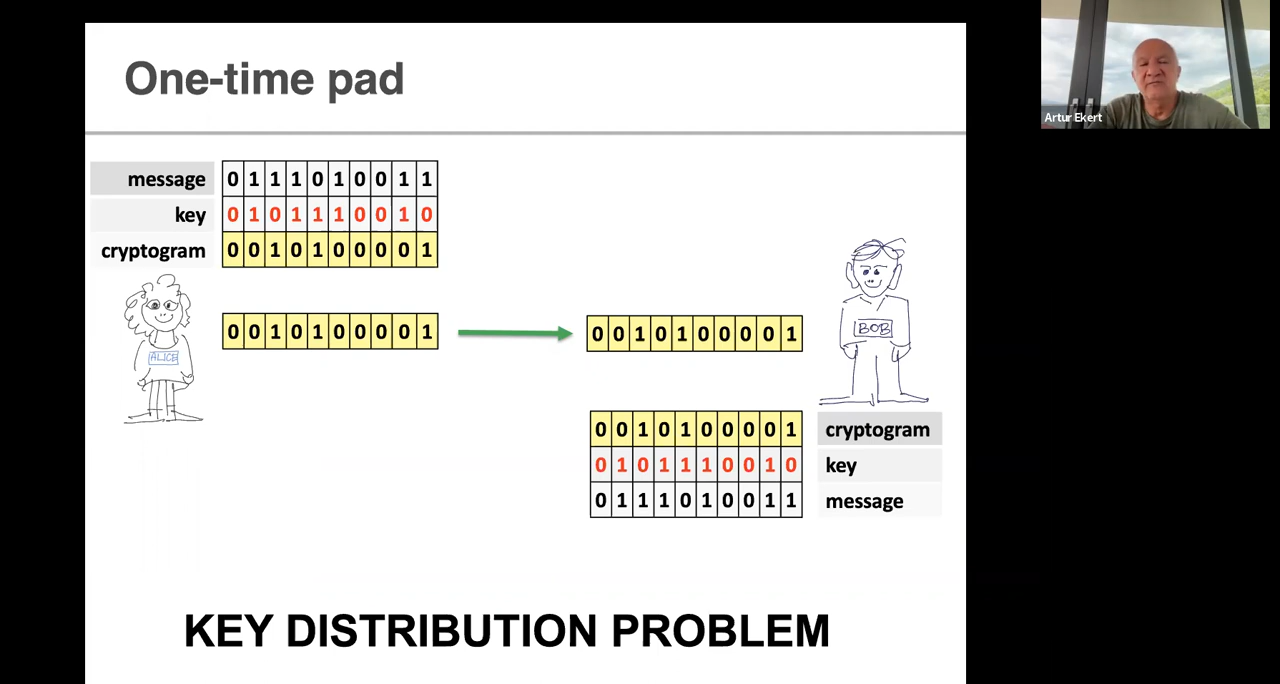 One-time pad
Artur Ekert
message 0 1 1 1 0 1 0 0 1 1
key 0 1 0 1 1 1 0 0 1 0
cryptogram 0 0 1 0 1 0 0 0 0 1
ALICE
0 0 1 0 1 0 0 0 0 1
0 0 1 0 1 0 0 0 0 1
BOB
0 0 1 0 1 0 0 0 0 1 cryptogram
0 1 0 1 1 1 0 0 1 0 key
0 1 1 1 0 1 0 0 1 1 message
KEY DISTRIBUTION PROBLEM